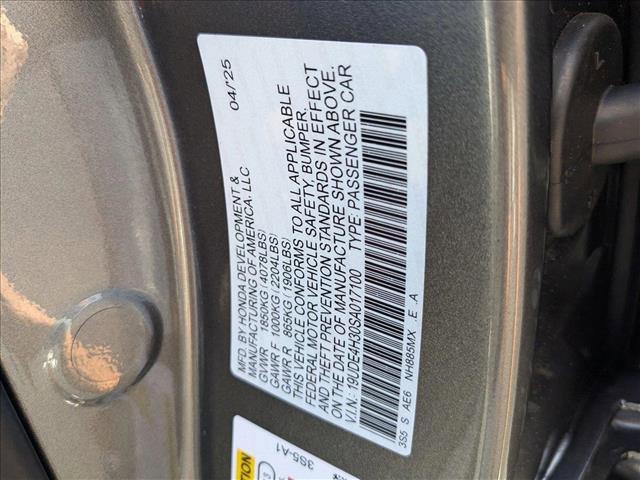 MFD. BY HONDA DEVELOPMENT & 04/'25
MANUFACTURING OF AMERICA, LLC
GVWR 1850KG (4078LBS)
GAWR F 1000KG (2204LBS)
GAWR R 865KG (1906LBS)
THIS VEHICLE CONFORMS TO ALL APPLICABLE
FEDERAL MOTOR VEHICLE SAFETY, BUMPER,
AND THEFT PREVENTION STANDARDS IN EFFECT
ON THE DATE OF MANUFACTURE SHOWN ABOVE.
V.I.N.: 19UDE4H30SA017100 TYPE: PASSENGER CAR
3S5 S AE6 NH885MX E .A
3S5-A1